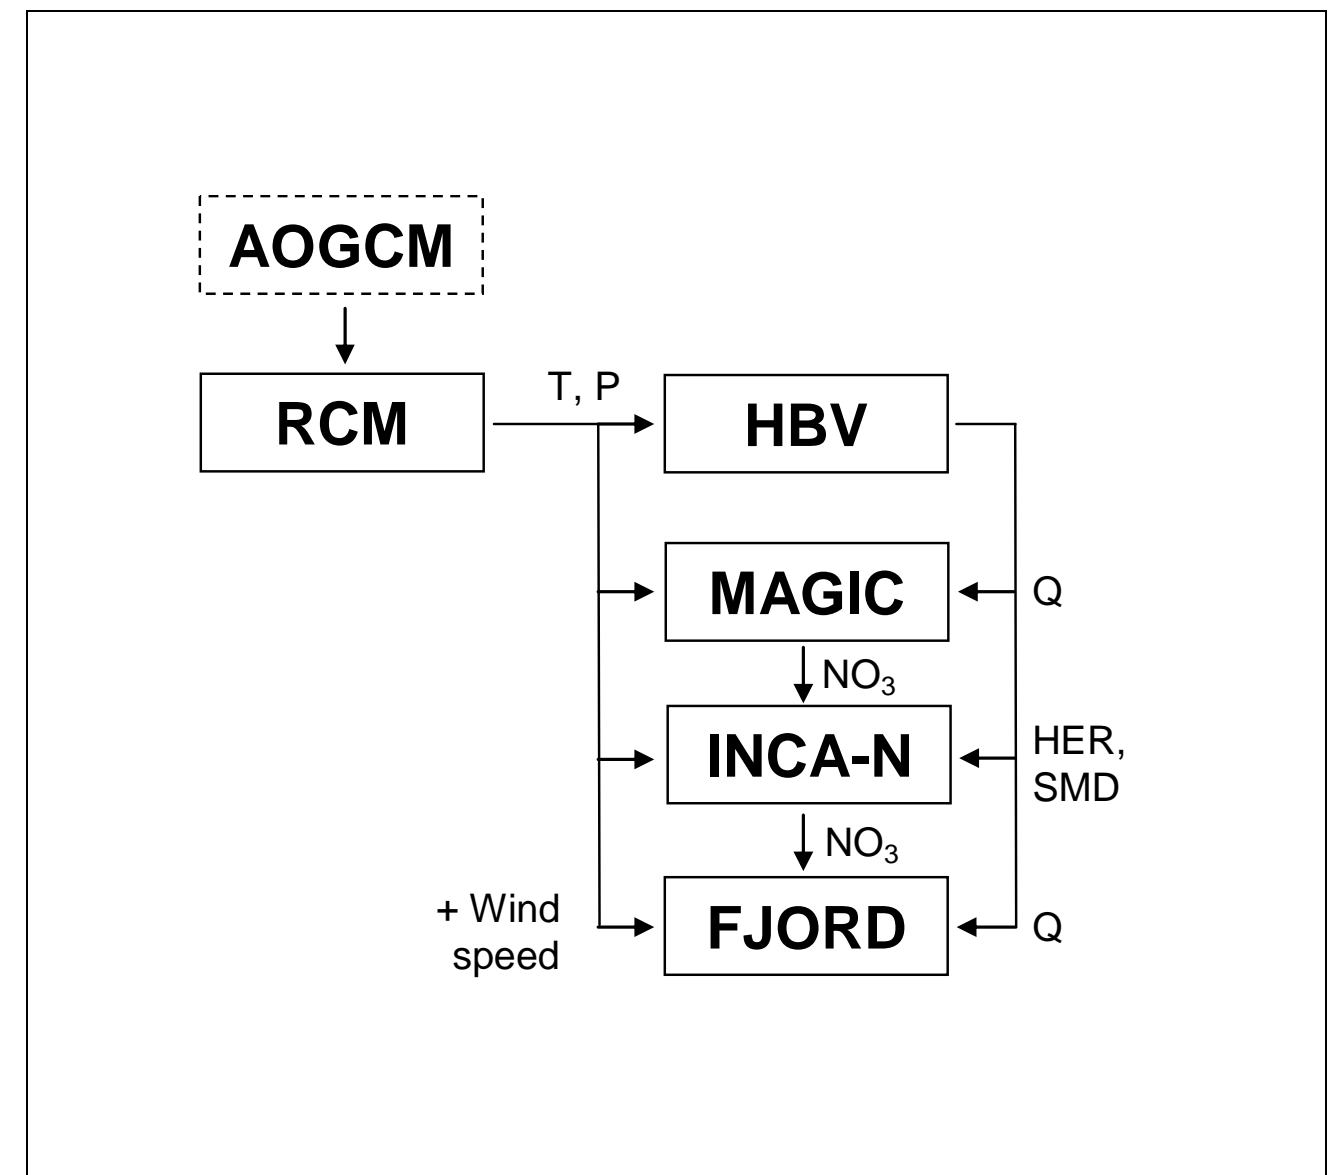 AOGCM
RCM
T, P
HBV
MAGIC
Q
NO₃
INCA-N
HER,
SMD
NO₃
+ Wind
speed
FJORD
Q